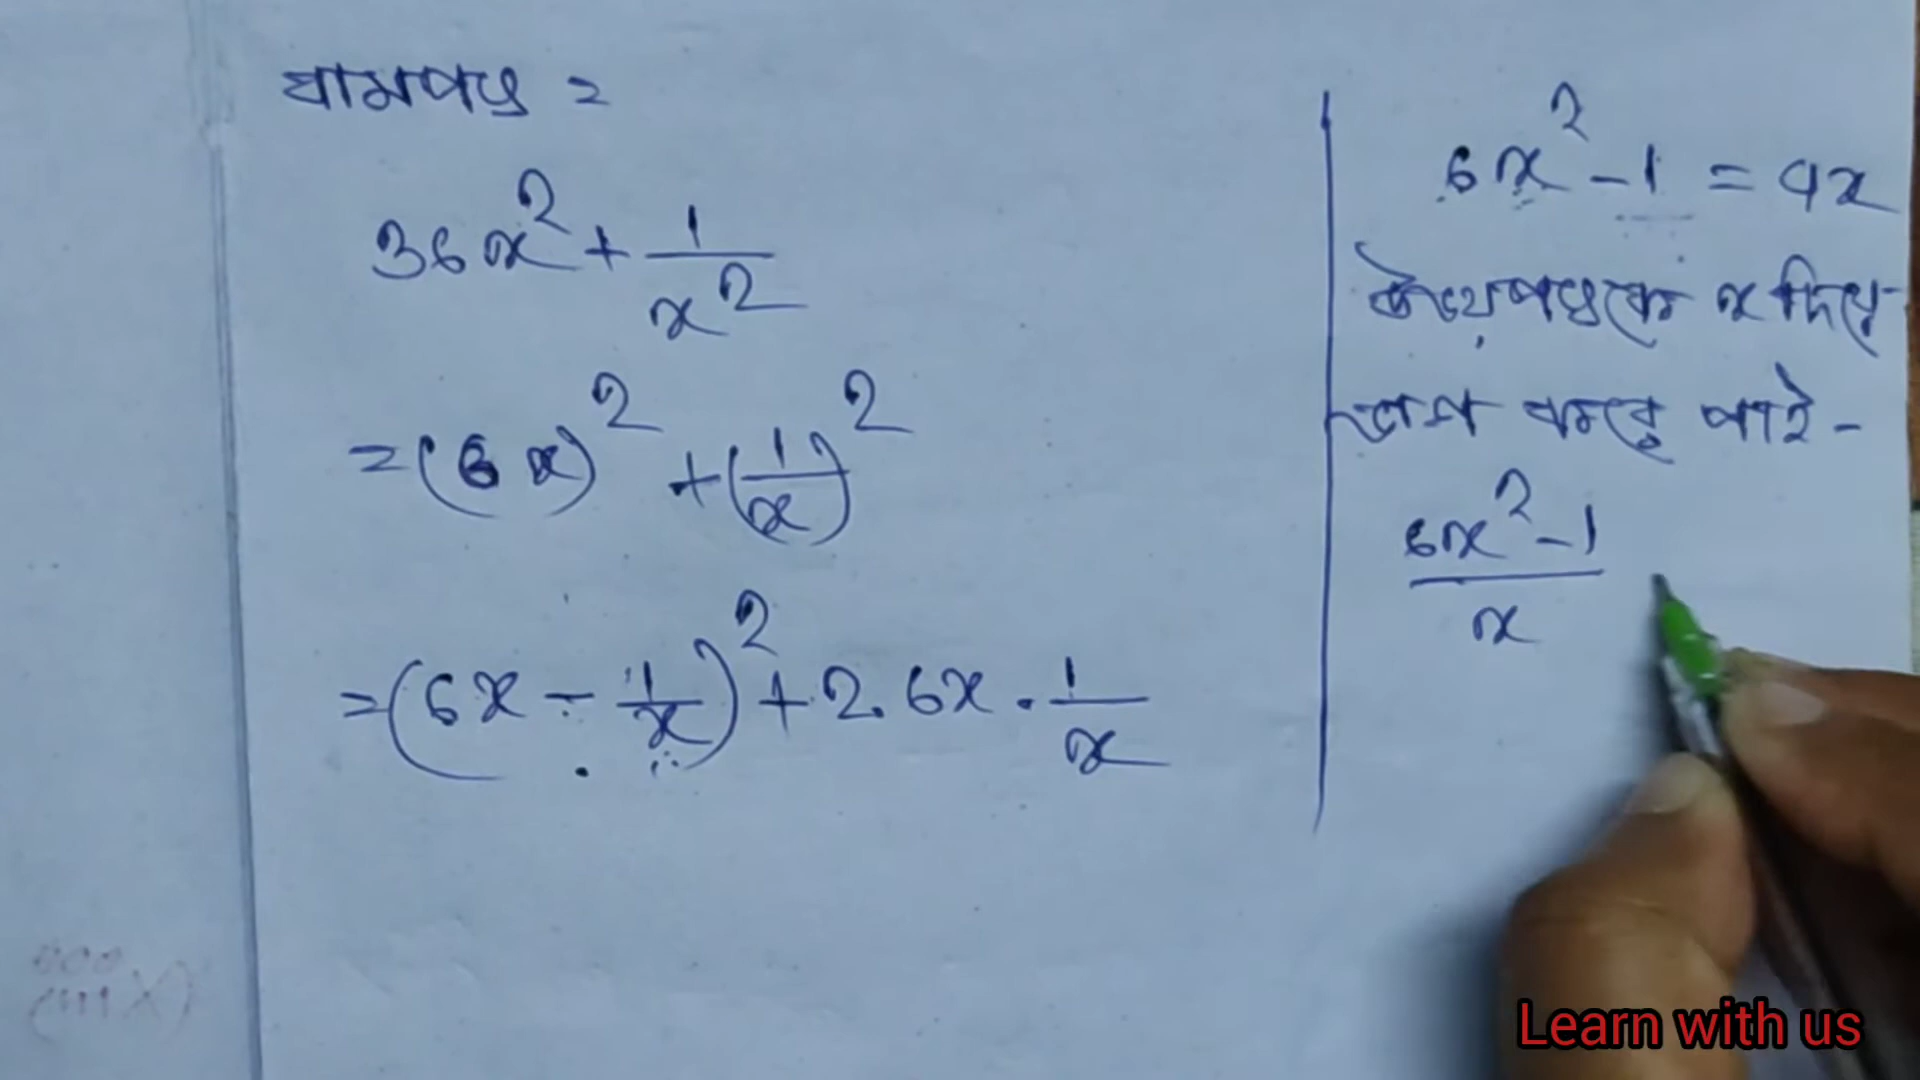 বামপক্ষ =
36x² + 1/x²
= (6x)² + (1/x)²
= (6x - 1/x)² + 2.6x . 1/x
6x² - 1 = 4x
উভয়পক্ষকে x দিয়ে
ভাগ করে পাই -
6x² - 1
x
Learn with us